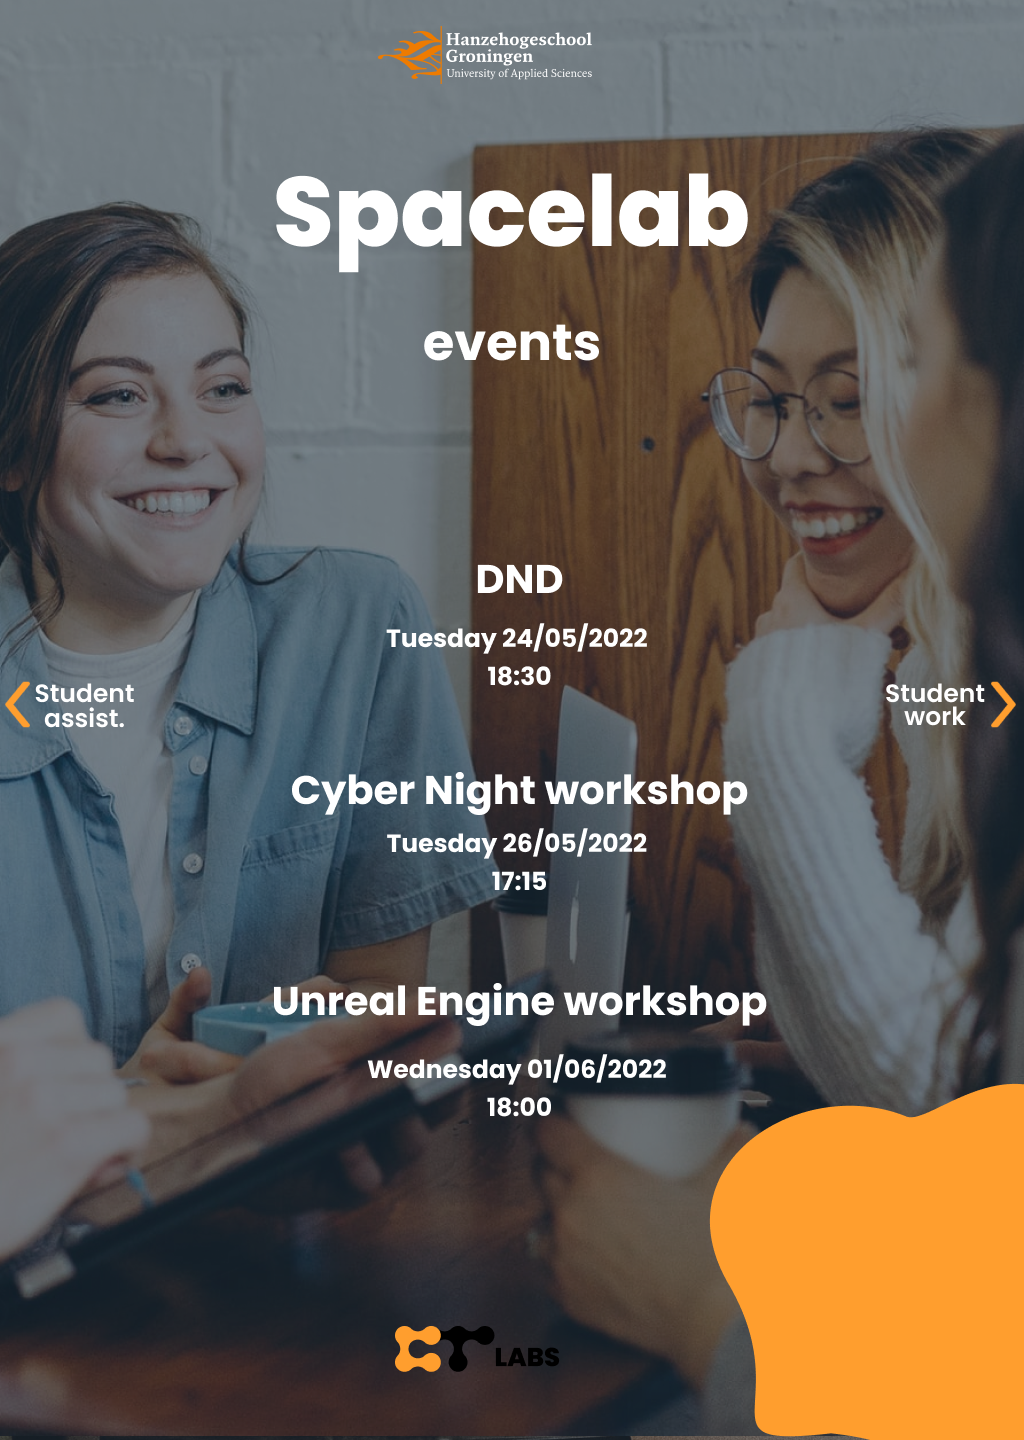 Hanzehogeschool
Groningen
University of Applied Sciences
Spacelab
events
DND
Tuesday 24/05/2022
18:30
Student
assist.
Student
work
Cyber Night workshop
Tuesday 26/05/2022
17:15
Unreal Engine workshop
Wednesday 01/06/2022
18:00
CT LABS